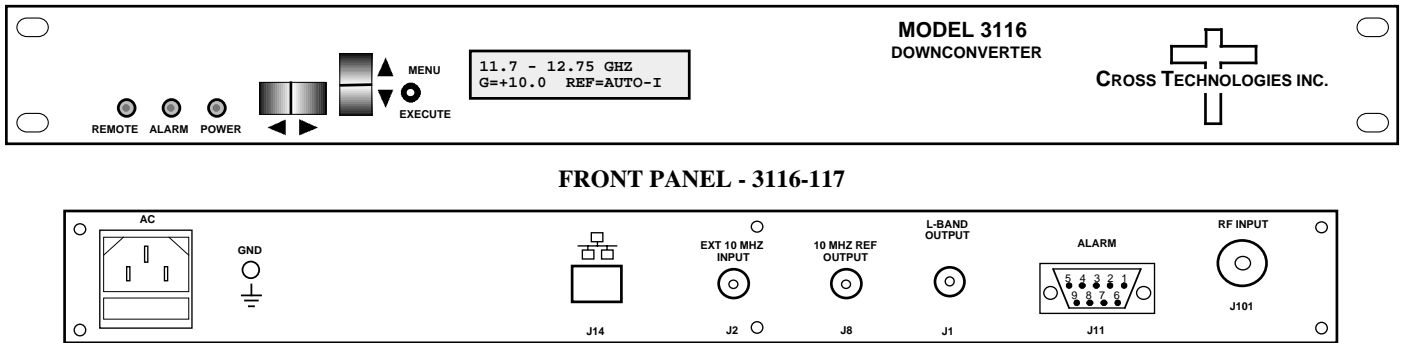 MODEL 3116
DOWNCONVERTER
CROSS TECHNOLOGIES INC.
11.7 - 12.75 GHZ
G=+10.0 REF=AUTO-I
MENU
EXECUTE
REMOTE ALARM POWER
FRONT PANEL - 3116-117
AC
GND
EXT 10 MHZ
INPUT
10 MHZ REF
OUTPUT
L-BAND
OUTPUT
ALARM
RF INPUT
5 4 3 2 1
9 8 7 6
J14
J2
J8
J1
J11
J101